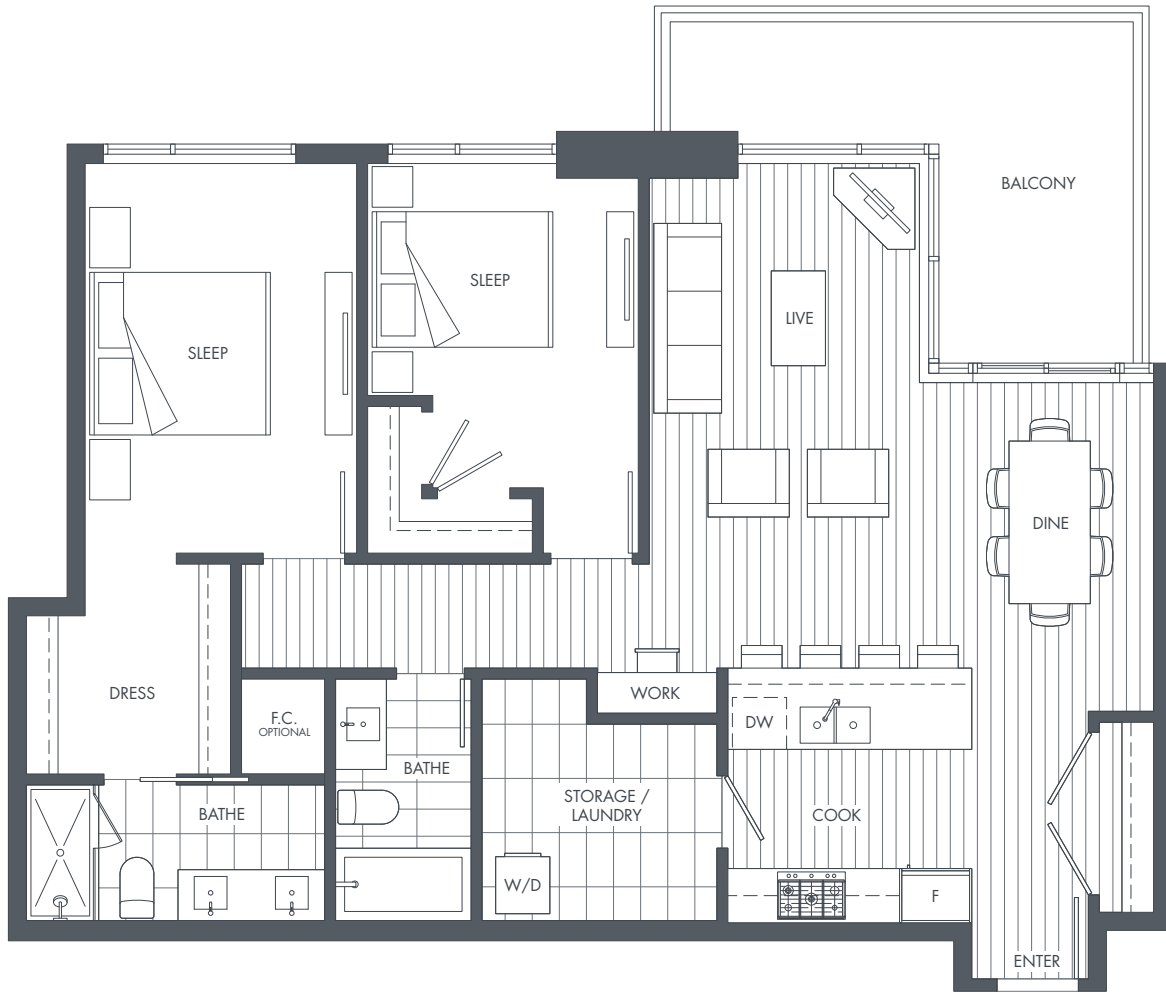 BALCONY
SLEEP
LIVE
SLEEP
DINE
DRESS
WORK
F.C.
OPTIONAL
DW
BATHE
STORAGE /
LAUNDRY
BATHE
COOK
W/D
F
ENTER